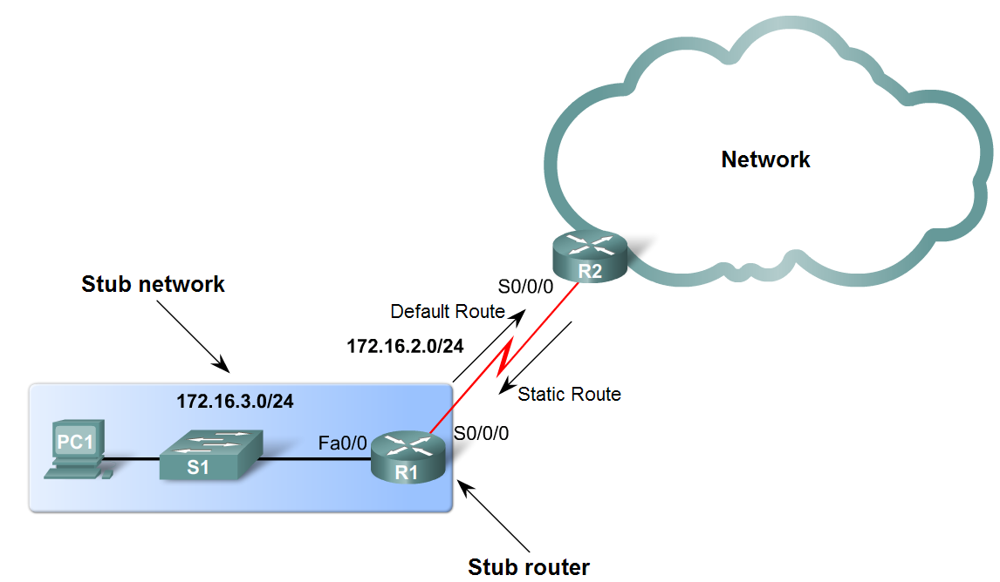 Network
R2
S0/0/0
Stub network
Default Route
172.16.2.0/24
Static Route
172.16.3.0/24
PC1
S1
Fa0/0
R1
S0/0/0
Stub router